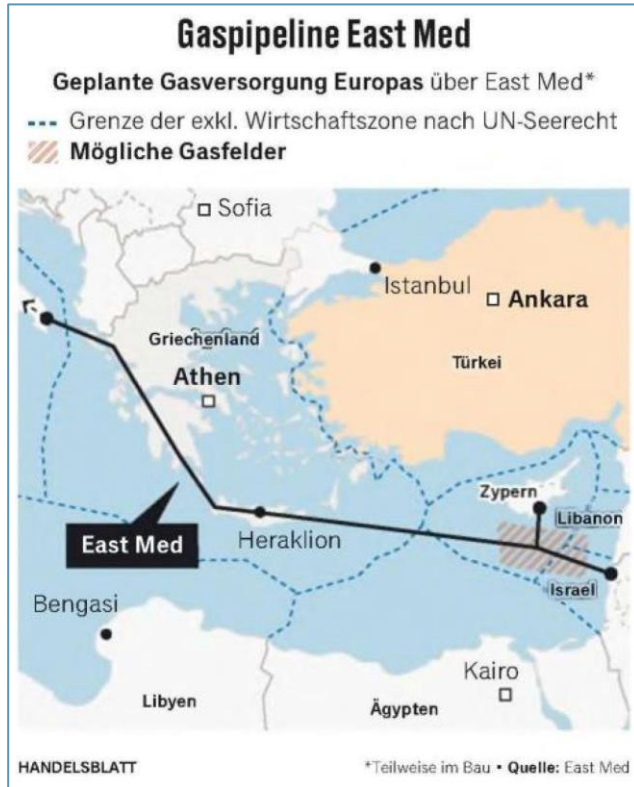 Gaspipeline East Med
Geplante Gasversorgung Europas über East Med*
Grenze der exkl. Wirtschaftszone nach UN-Seerecht
Mögliche Gasfelder
Sofia
Istanbul
Ankara
Griechenland
Türkei
Athen
Zypern
Libanon
East Med
Heraklion
Israel
Bengasi
Kairo
Libyen
Ägypten
HANDELSBLATT
*Teilweise im Bau • Quelle: East Med